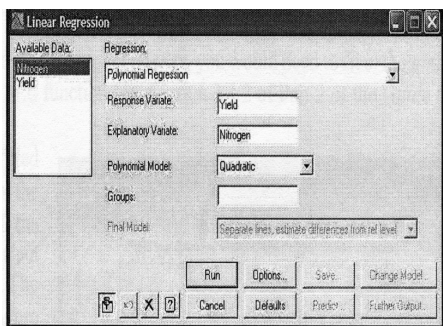 Linear Regression
Available Data:
Nitrogen
Yield
Regression:
Polynomial Regression
Response Variate:
Yield
Explanatory Variate:
Nitrogen
Polynomial Model:
Quadratic
Groups:
Final Model:
Separate lines, estimate differences from ref level
Run
Options...
Save...
Change Model...
Cancel
Defaults
Predict...
Further Output...